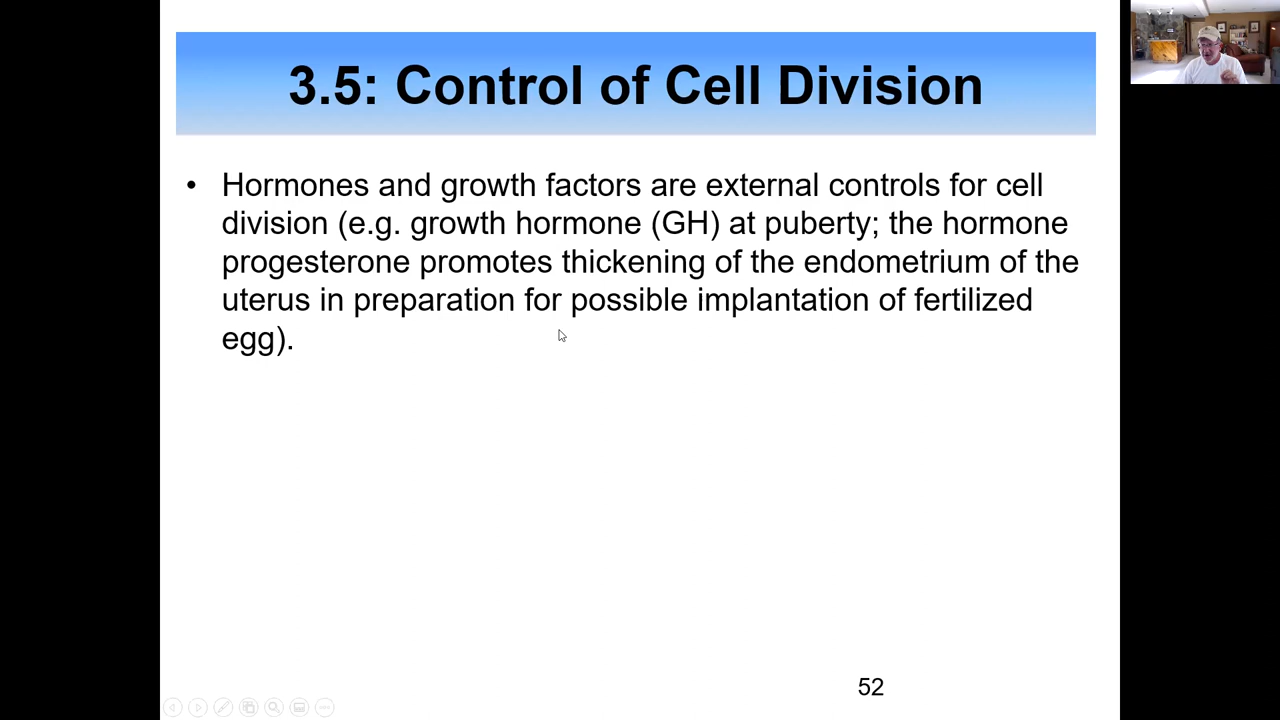 3.5: Control of Cell Division
• Hormones and growth factors are external controls for cell
division (e.g. growth hormone (GH) at puberty; the hormone
progesterone promotes thickening of the endometrium of the
uterus in preparation for possible implantation of fertilized
egg).
52